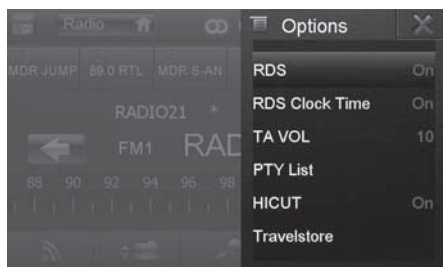 Radio
Options
MDR JUMP 89.0 RTL MDR S-AN
RDS On
RADIO21 *
RDS Clock Time On
FM1 RAD
TA VOL 10
PTY List
88 90 92 94 96 98
HICUT On
Travelstore